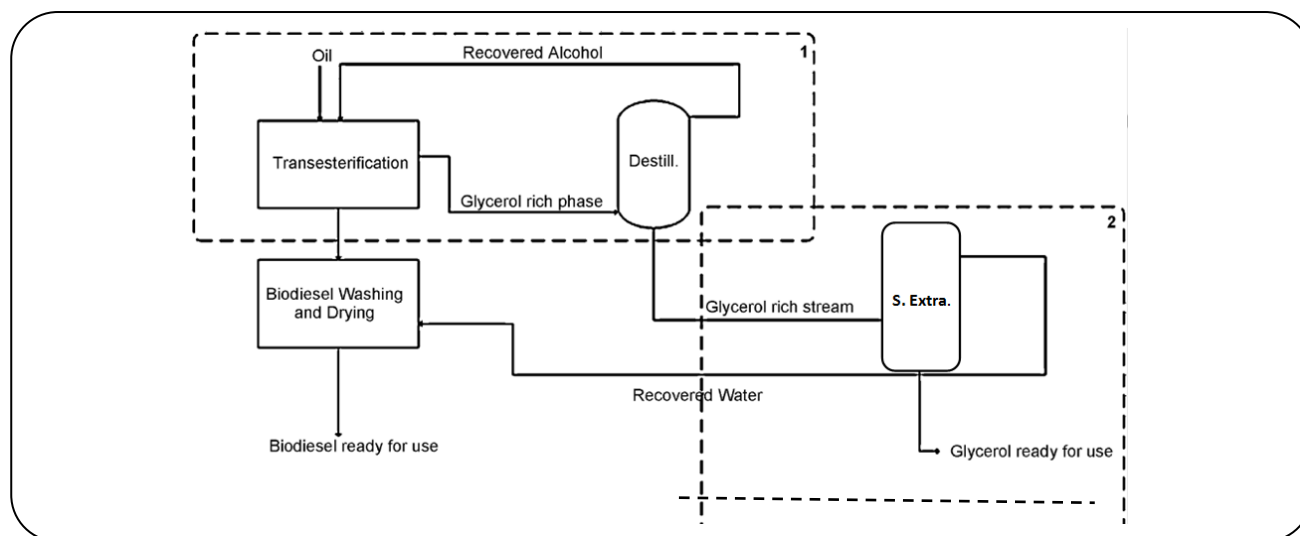 Oil
Recovered Alcohol
1
Transesterification
Destill.
Glycerol rich phase
2
Biodesel Washing
and Drying
S. Extra.
Glycerol rich stream
Recovered Water
Biodiesel ready for use
Glycerol ready for use